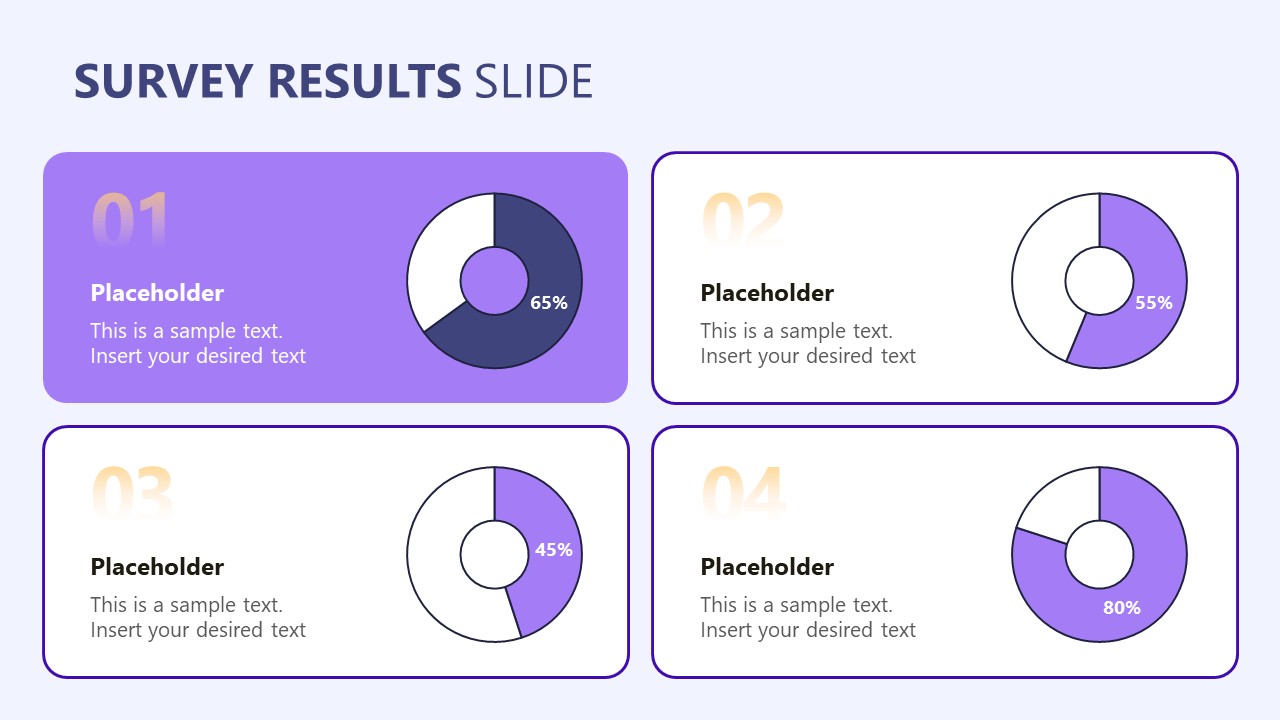 SURVEY RESULTS SLIDE
01
Placeholder
This is a sample text.
Insert your desired text
65%
02
Placeholder
This is a sample text.
Insert your desired text
55%
03
Placeholder
This is a sample text.
Insert your desired text
45%
04
Placeholder
This is a sample text.
Insert your desired text
80%